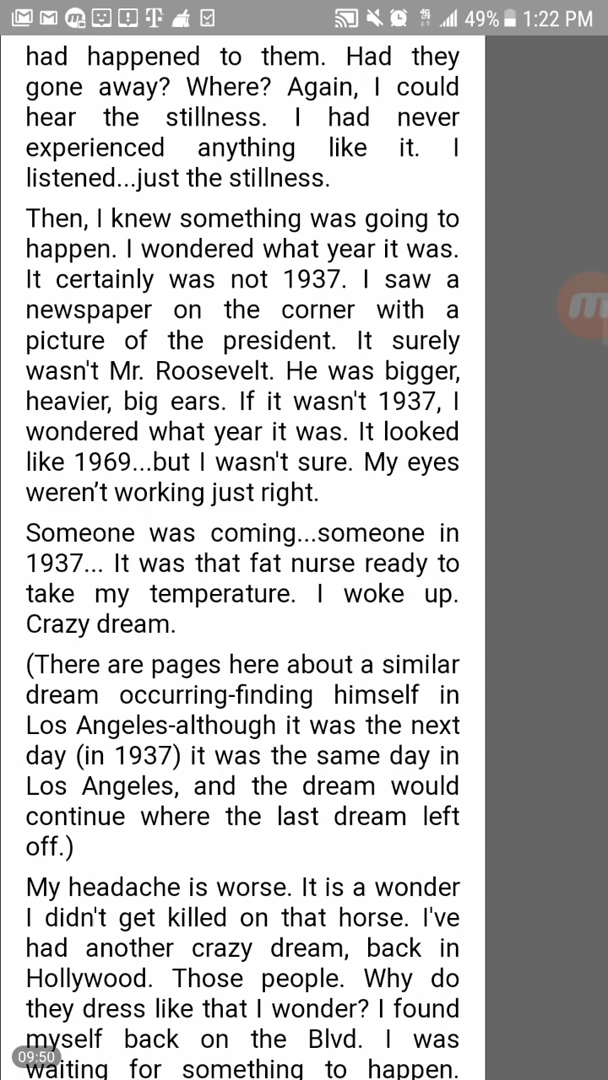 49% 1:22 PM
had happened to them. Had they
gone away? Where? Again, I could
hear the stillness. I had never
experienced anything like it. I
listened...just the stillness.
Then, I knew something was going to
happen. I wondered what year it was.
It certainly was not 1937. I saw a
newspaper on the corner with a
picture of the president. It surely
wasn't Mr. Roosevelt. He was bigger,
heavier, big ears. If it wasn't 1937, I
wondered what year it was. It looked
like 1969...but I wasn't sure. My eyes
weren’t working just right.
Someone was coming...someone in
1937... It was that fat nurse ready to
take my temperature. I woke up.
Crazy dream.
(There are pages here about a similar
dream occurring-finding himself in
Los Angeles-although it was the next
day (in 1937) it was the same day in
Los Angeles, and the dream would
continue where the last dream left
off.)
My headache is worse. It is a wonder
I didn't get killed on that horse. I've
had another crazy dream, back in
Hollywood. Those people. Why do
they dress like that I wonder? I found
myself back on the Blvd. I was
09:50
waiting for something to happen.